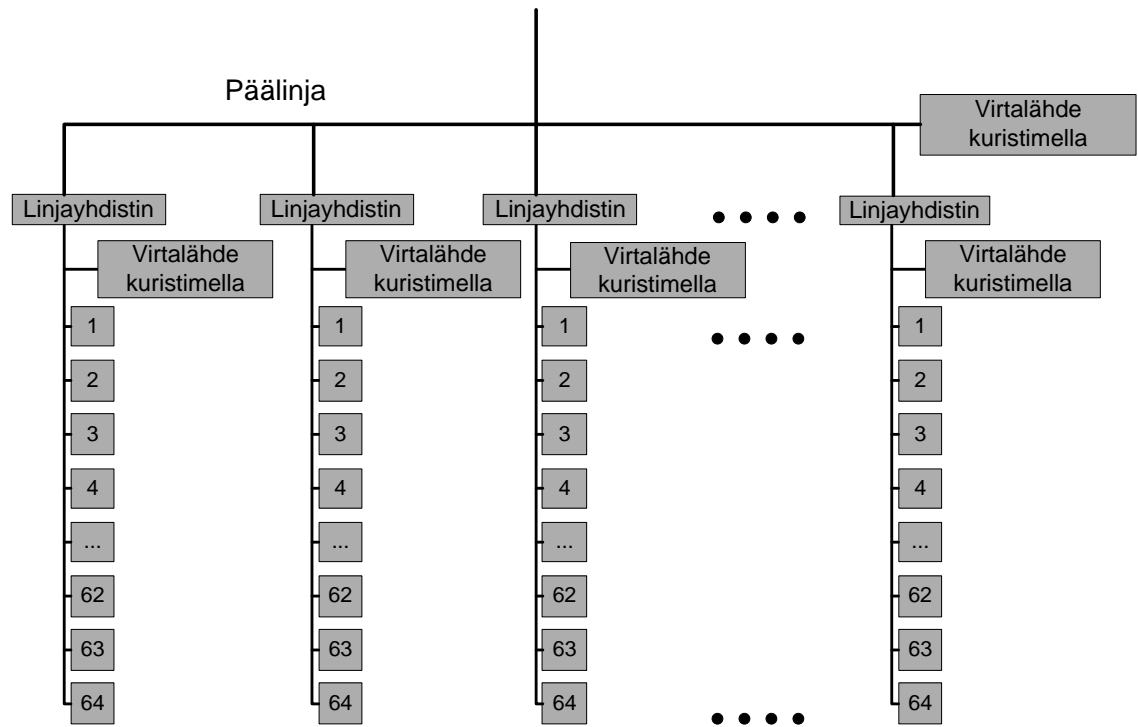 Päälinja
Virtalähde
kuristimella
Linjayhdistin
Linjayhdistin
Linjayhdistin
Linjayhdistin
Virtalähde
kuristimella
Virtalähde
kuristimella
Virtalähde
kuristimella
Virtalähde
kuristimella
1
1
1
1
2
2
2
2
3
3
3
3
4
4
4
4
...
...
...
...
62
62
62
62
63
63
63
63
64
64
64
64